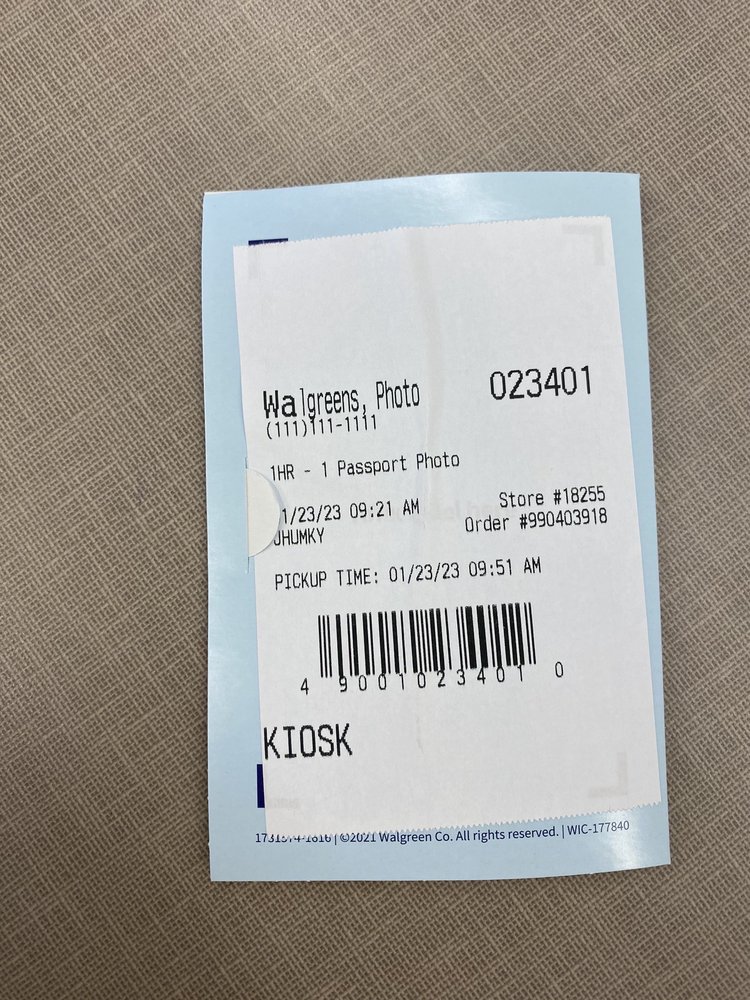 Walgreens, Photo
023401
(111)111-1111
1HR - 1 Passport Photo
1/23/23 09:21 AM
Store #18255
JHUMKY
Order #990403918
PICKUP TIME: 01/23/23 09:51 AM
4 9001023401 0
KIOSK
©2021 Walgreen Co. All rights reserved. | WIC-177840